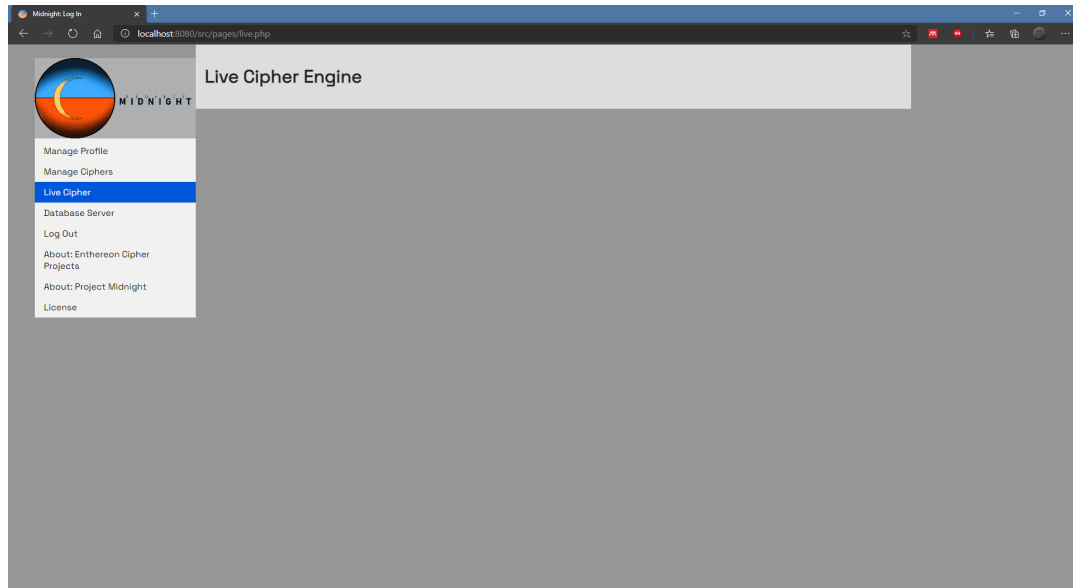 Midnight: Log In
localhost:8080/src/pages/live.php
Live Cipher Engine
MIDNIGHT
Manage Profile
Manage Ciphers
Live Cipher
Database Server
Log Out
About: Enthereon Cipher
Projects
About: Project Midnight
License